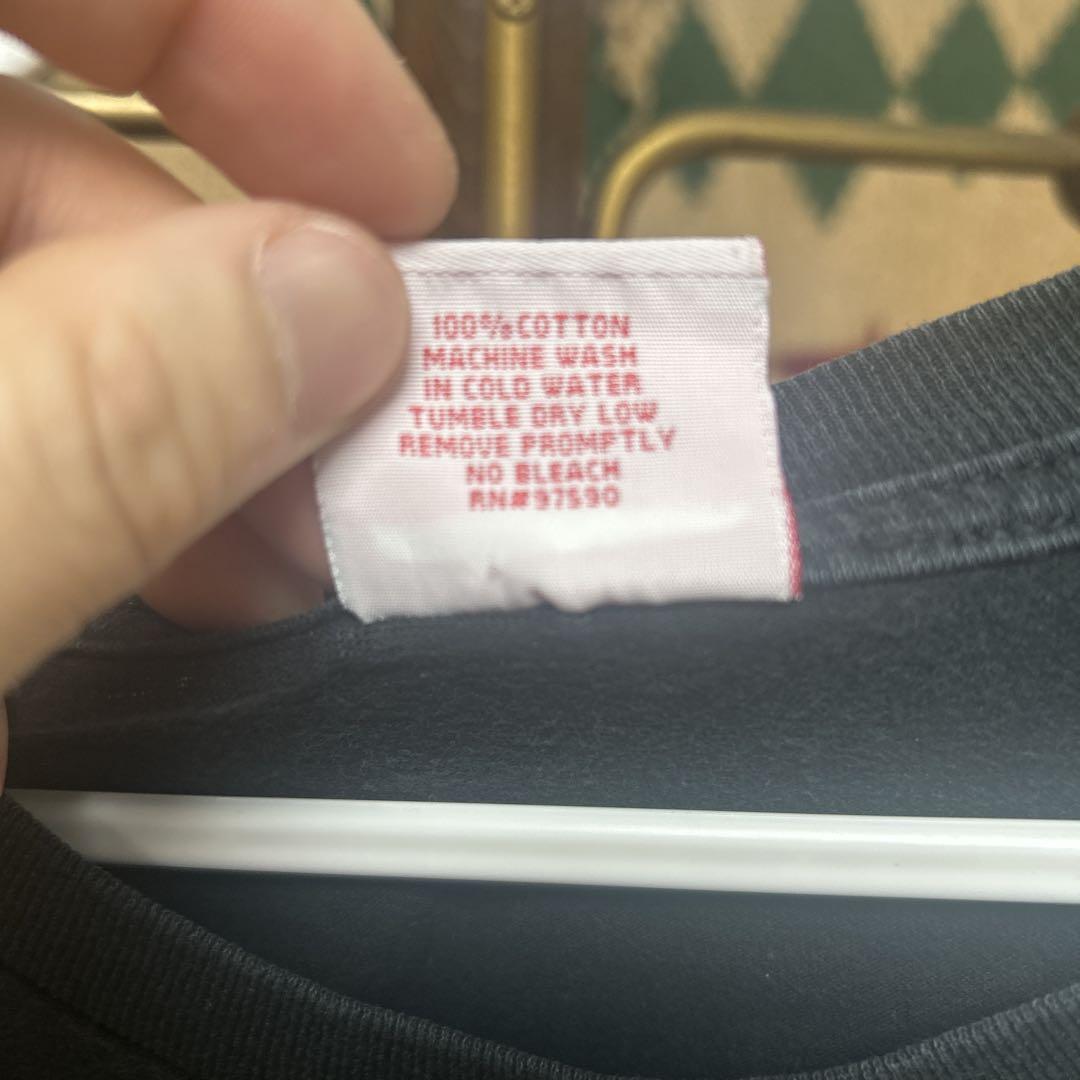 100%COTTON
MACHINE WASH
IN COLD WATER
TUMBLE DRY LOW
REMOVE PROMPTLY
NO BLEACH
RN#97590